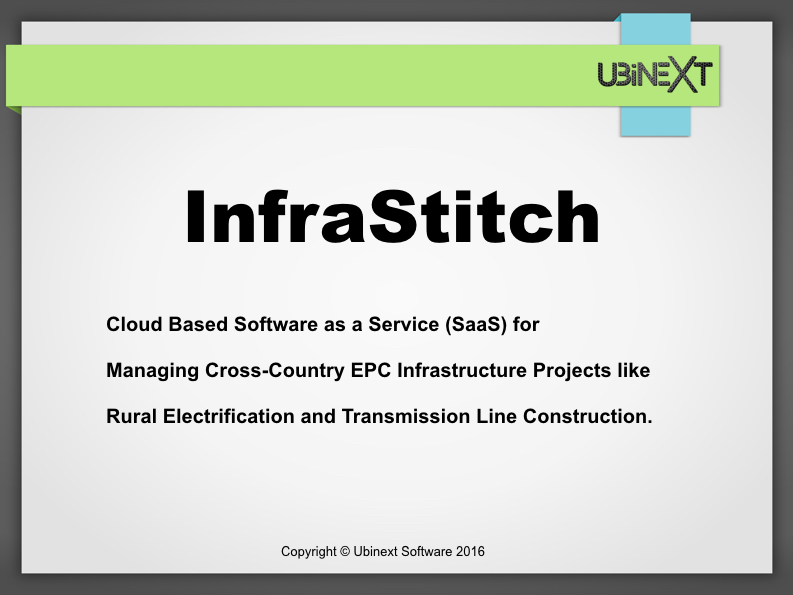 UBiNEXT
InfraStitch
Cloud Based Software as a Service (SaaS) for
Managing Cross-Country EPC Infrastructure Projects like
Rural Electrification and Transmission Line Construction.
Copyright © Ubinext Software 2016